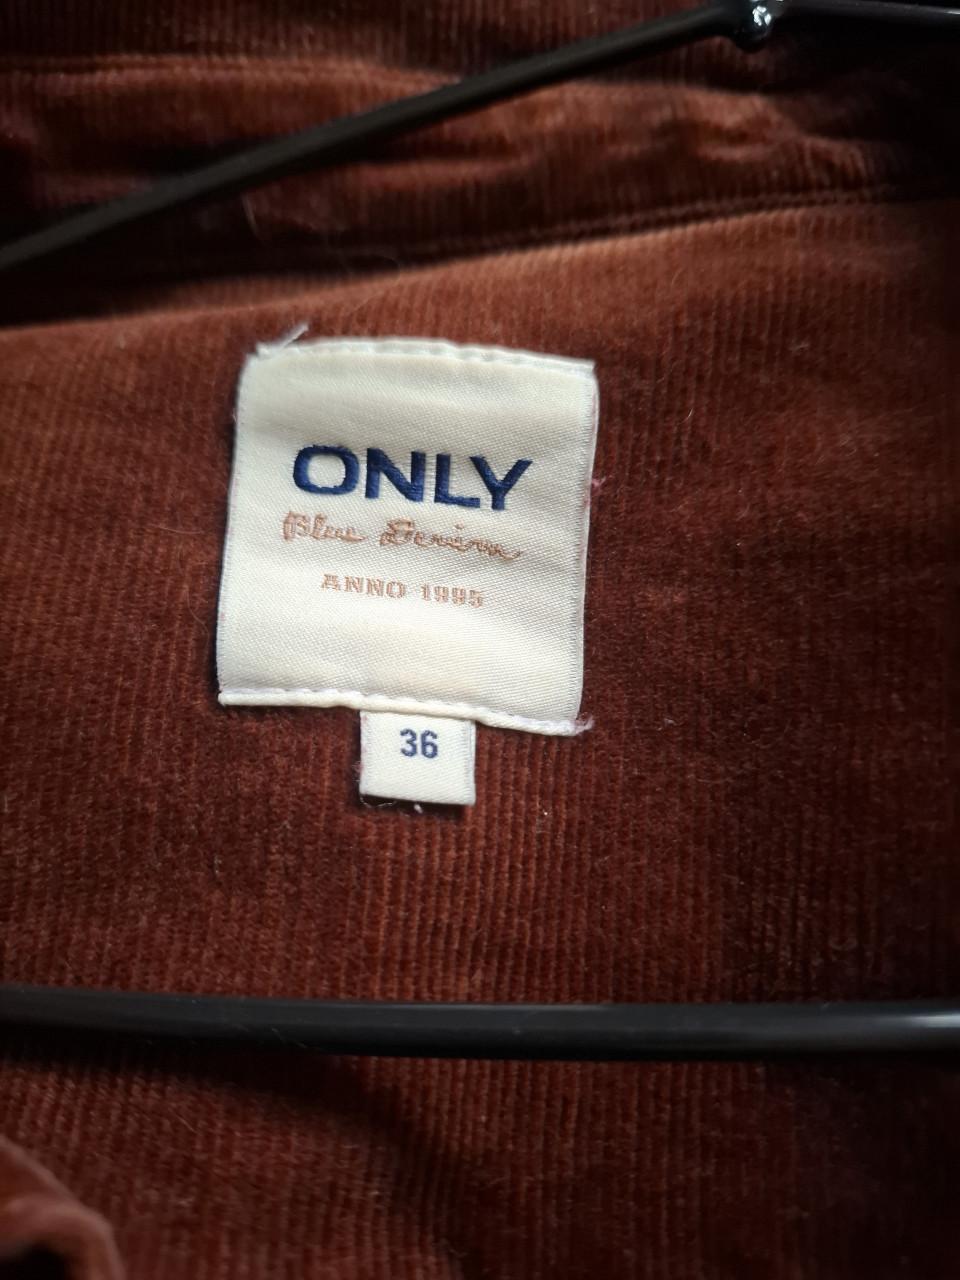 ONLY
Blue Denim
ANNO 1995
36